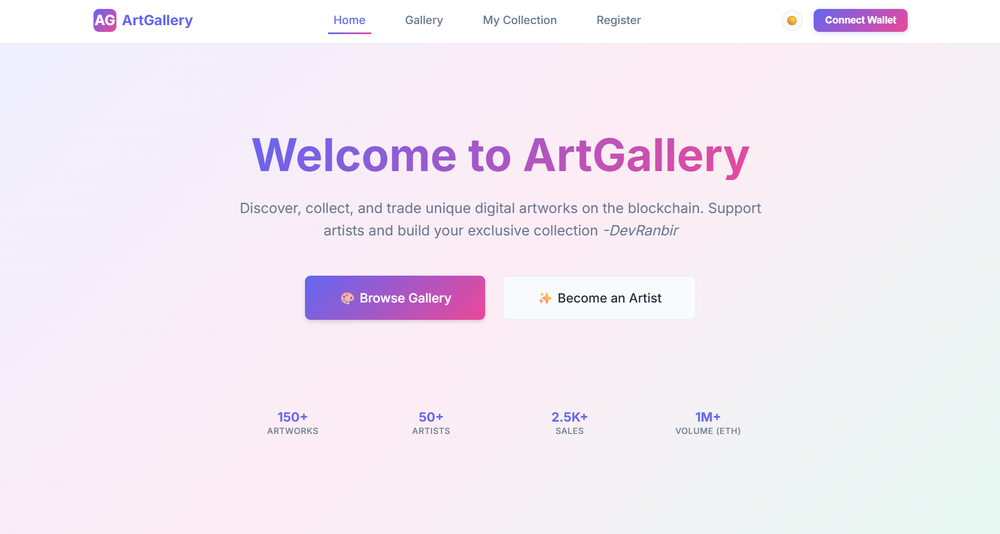 AG ArtGallery
Home
Gallery
My Collection
Register
Connect Wallet
Welcome to ArtGallery
Discover, collect, and trade unique digital artworks on the blockchain. Support
artists and build your exclusive collection -DevRanbir
Browse Gallery
Become an Artist
150+
ARTWORKS
50+
ARTISTS
2.5K+
SALES
1M+
VOLUME (ETH)